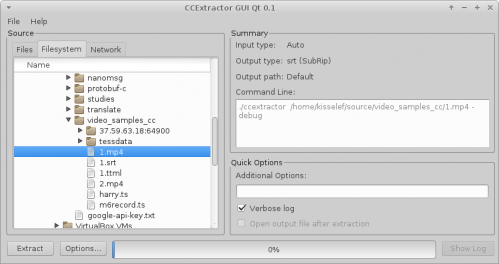 CCExtractor GUI Qt 0.1
File Help
Source
Files Filesystem Network
Name
nanomsg
protobuf-c
studies
translate
video_samples_cc
37.59.63.18:64900
tessdata
1.mp4
1.srt
1.ttml
2.mp4
harry.ts
m6record.ts
google-api-key.txt
VirtualBox VMs
Summary
Input type: Auto
Output type: srt (SubRip)
Output path: Default
Command Line:
./ccextractor /home/kisselef/source/video_samples_cc/1.mp4 -
debug
Quick Options
Additional Options:
Verbose log
Open output file after extraction
Extract Options... 0% Show Log